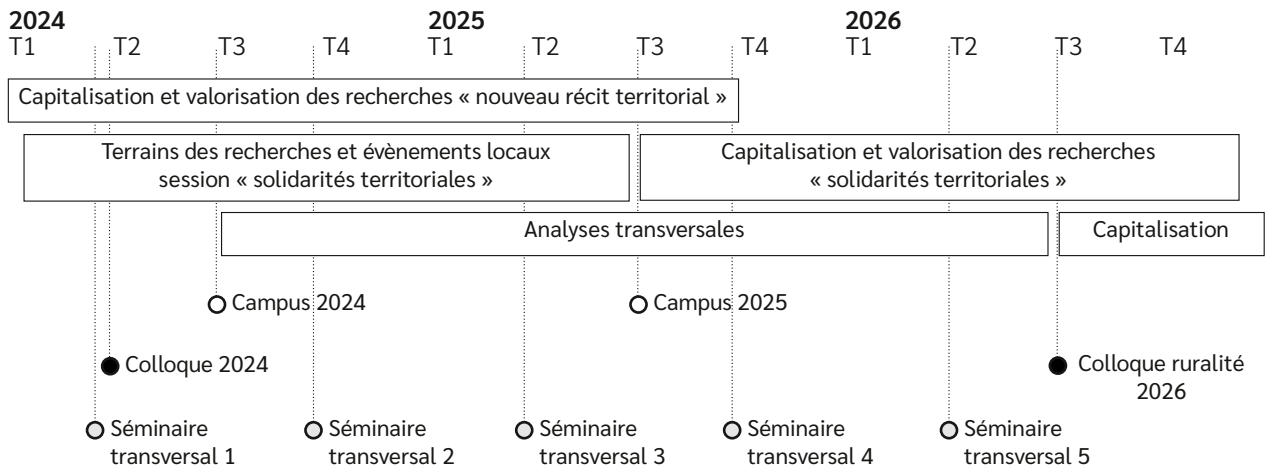 2024 2025 2026
T1 T2 T3 T4 T1 T2 T3 T4 T1 T2 T3 T4
Capitalisation et valorisation des recherches « nouveau récit territorial »
Terrains des recherches et évènements locaux
session « solidarités territoriales »
Capitalisation et valorisation des recherches
« solidarités territoriales »
Analyses transversales
Capitalisation
Campus 2024
Campus 2025
Colloque 2024
Colloque ruralité
2026
Séminaire
transversal 1
Séminaire
transversal 2
Séminaire
transversal 3
Séminaire
transversal 4
Séminaire
transversal 5